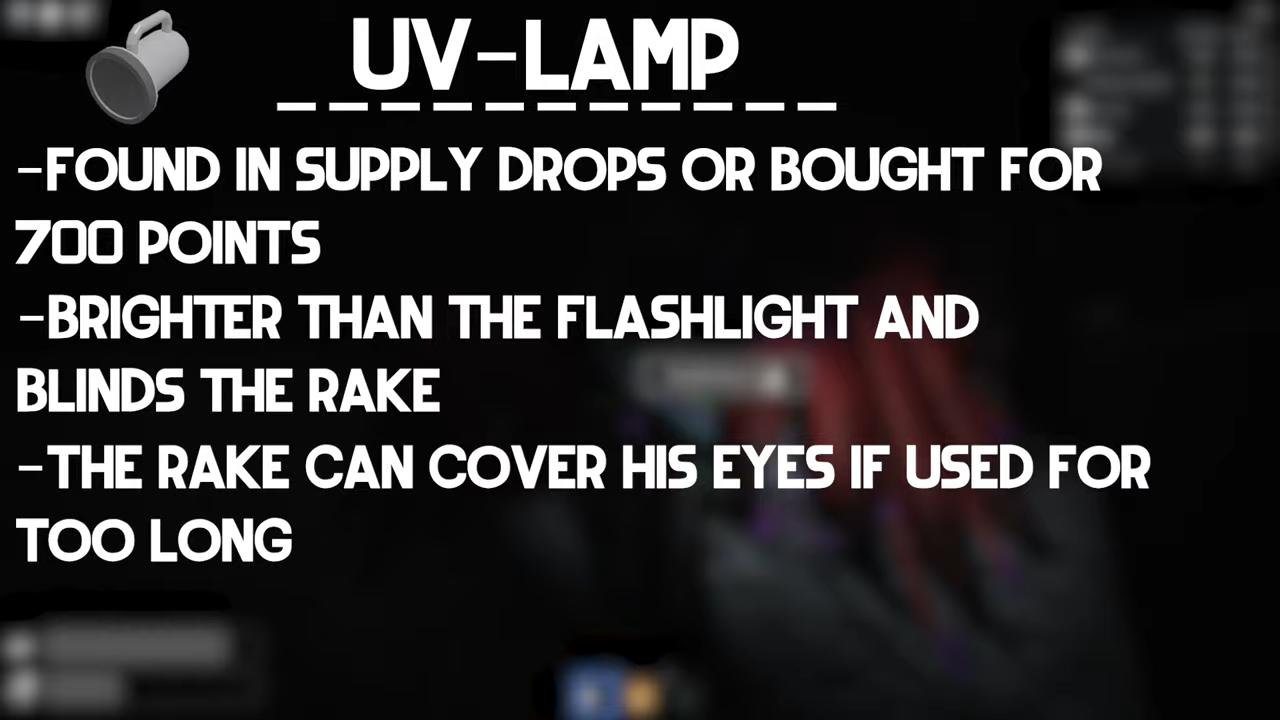 UV-LAMP
-FOUND IN SUPPLY DROPS OR BOUGHT FOR
700 POINTS
-BRIGHTER THAN THE FLASHLIGHT AND
BLINDS THE RAKE
-THE RAKE CAN COVER HIS EYES IF USED FOR
TOO LONG